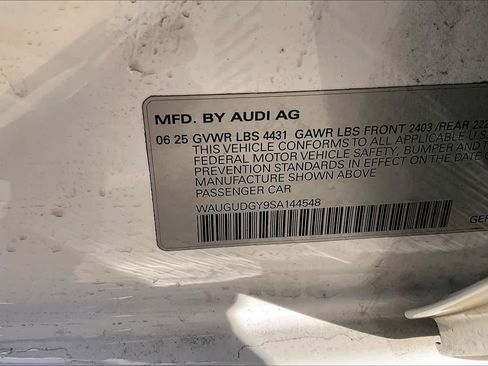 MFD. BY AUDI AG
06 25 GVWR LBS 4431 GAWR LBS FRONT 2403 /REAR 222
THIS VEHICLE CONFORMS TO ALL APPLICABLE U.S.
FEDERAL MOTOR VEHICLE SAFETY, BUMPER AND T
PREVENTION STANDARDS IN EFFECT ON THE DATE O
MANUFACTURE SHOWN ABOVE
PASSENGER CAR
WAUGUDGY9SA144548
GER